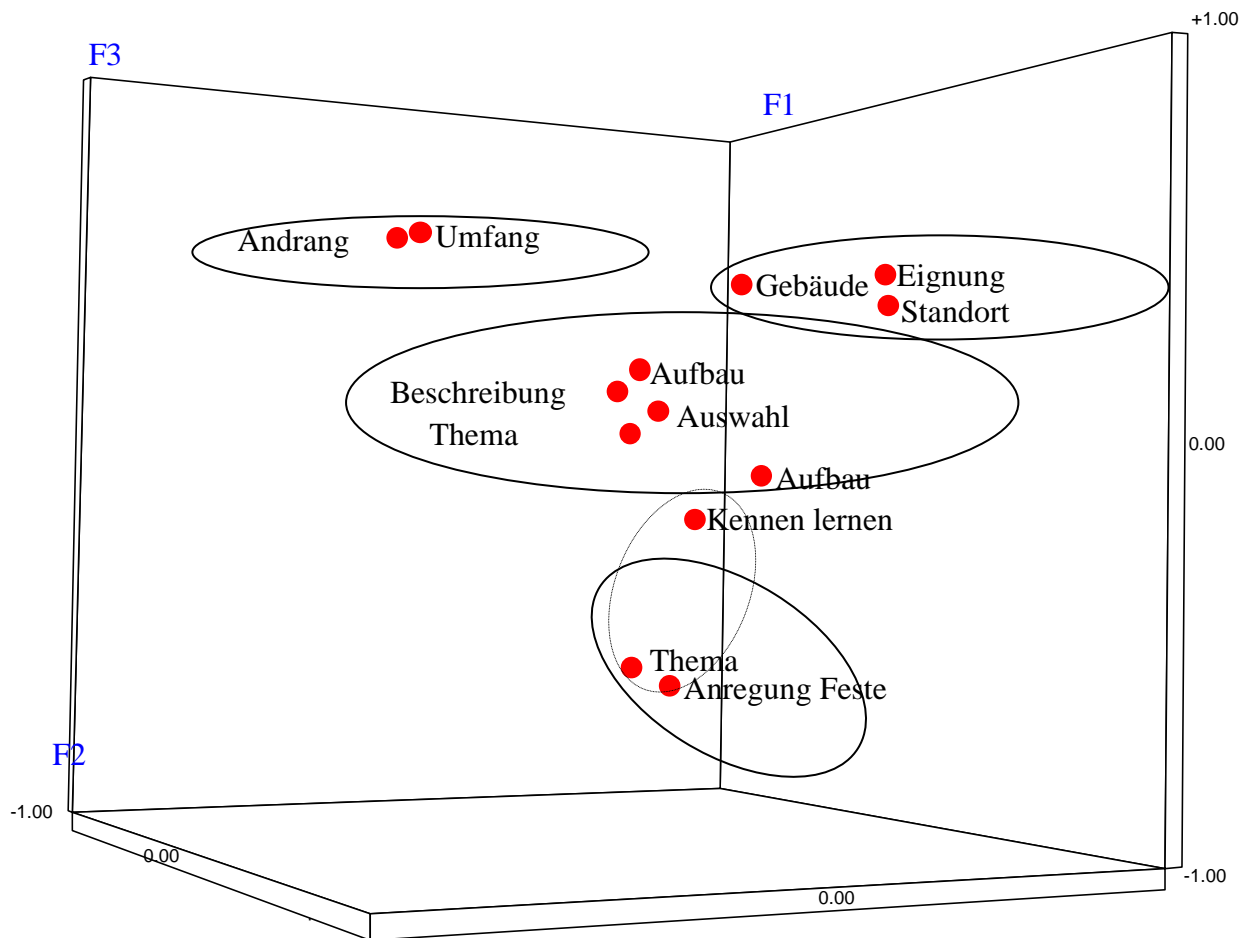 +1.00
F3
F1
Andrang
Umfang
Gebäude
Eignung
Standort
Aufbau
Beschreibung
Auswahl
Thema
0.00
Aufbau
Kennen lernen
Thema
Anregung Feste
F2
-1.00
0.00
-1.00
0.00